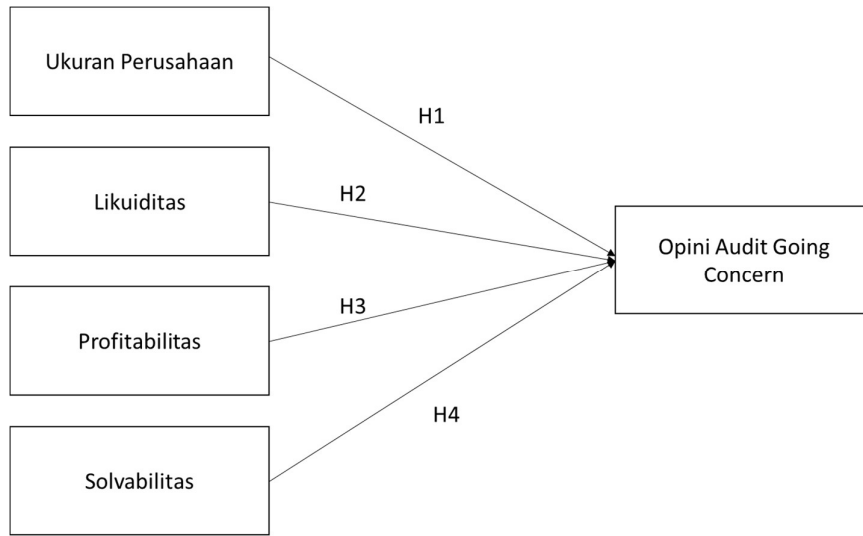 Ukuran Perusahaan
H1
Likuiditas
H2
Opini Audit Going
Concern
Profitabilitas
H3
Solvabilitas
H4